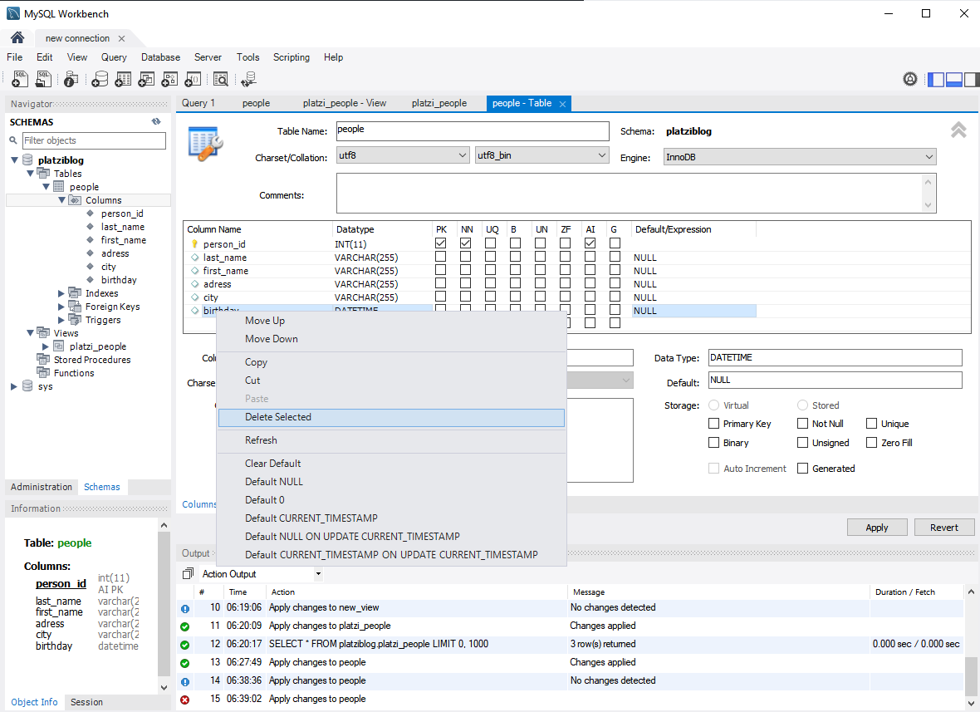 MySQL Workbench
new connection
File Edit View Query Database Server Tools Scripting Help
Navigator
SCHEMAS
Filter objects
platziblog
Tables
people
Columns
person_id
last_name
first_name
adress
city
birthday
Indexes
Foreign Keys
Triggers
Views
platzi_people
Stored Procedures
Functions
sys
Administration Schemas
Information
Table: people
Columns:
person_id int(11)
AI PK
last_name varchar(2
first_name varchar(2
adress varchar(2
city varchar(2
birthday datetime
Object Info Session
Query 1 people platzi_people - View platzi_people people - Table
Table Name: people Schema: platziblog
Charset/Collation: utf8 utf8_bin Engine: InnoDB
Comments:
Column Name Datatype PK NN UQ B UN ZF AI G Default/Expression
person_id INT(11)
last_name VARCHAR(255) NULL
first_name VARCHAR(255) NULL
adress VARCHAR(255) NULL
city VARCHAR(255) NULL
birthday DATETIME NULL
Move Up
Move Down
Copy
Cut
Paste
Delete Selected
Refresh
Clear Default
Default NULL
Default 0
Default CURRENT_TIMESTAMP
Default NULL ON UPDATE CURRENT_TIMESTAMP
Default CURRENT_TIMESTAMP ON UPDATE CURRENT_TIMESTAMP
Data Type: DATETIME
Default: NULL
Storage: Virtual Stored
Primary Key Not Null Unique
Binary Unsigned Zero Fill
Auto Increment Generated
Columns
Apply Revert
Output
Action Output
# Time Action Message Duration / Fetch
10 06:19:06 Apply changes to new_view No changes detected
11 06:20:09 Apply changes to platzi_people Changes applied
12 06:20:17 SELECT * FROM platziblog.platzi_people LIMIT 0, 1000 3 row(s) returned 0.000 sec / 0.000 sec
13 06:27:49 Apply changes to people Changes applied
14 06:38:36 Apply changes to people No changes detected
15 06:39:02 Apply changes to people